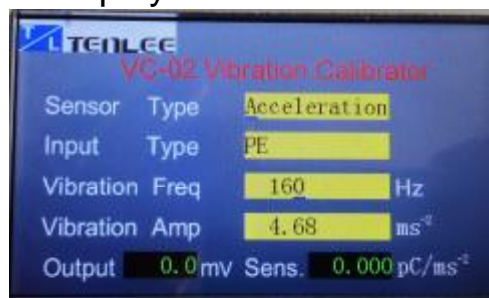 TENLEE
VC-02 Vibration Calibrator
Sensor Type Acceleration
Input Type PE
Vibration Freq 160 Hz
Vibration Amp 4.68 ms⁻²
Output 0.0 mv Sens. 0.000 pC/ms⁻²